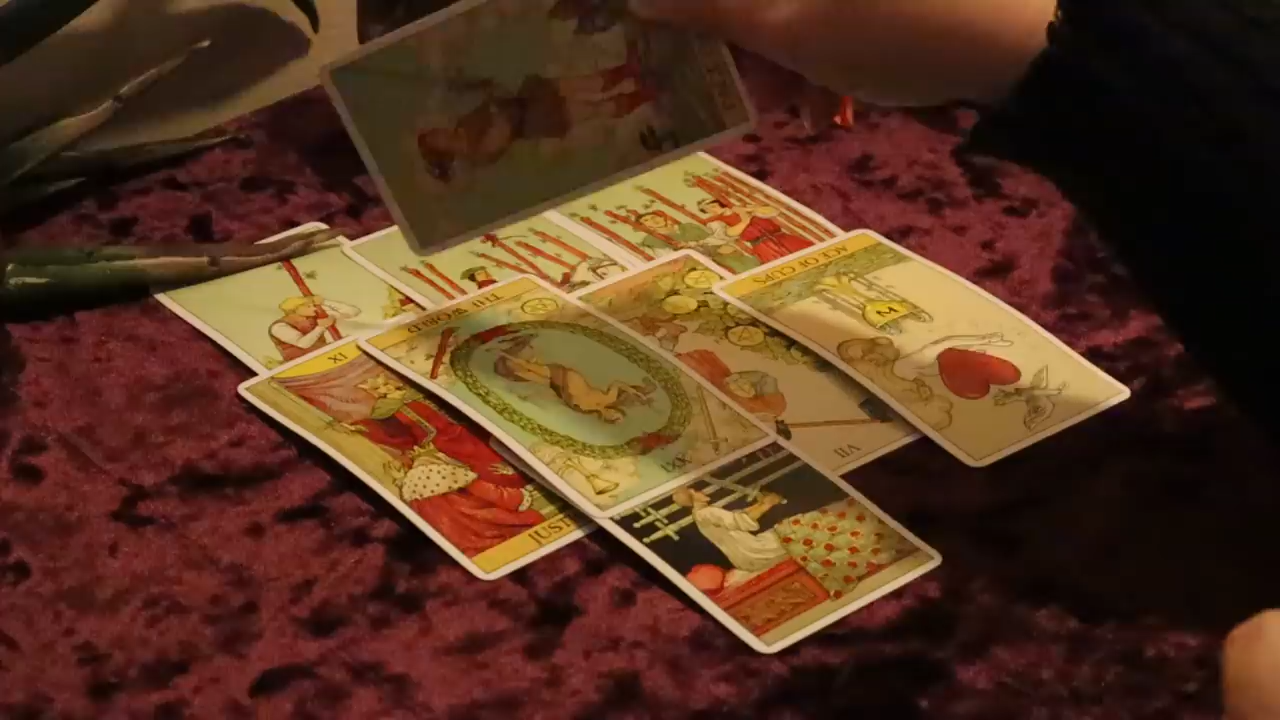 THE WORLD
XXI
ACE OF CUPS
W
VII
XI
JUST